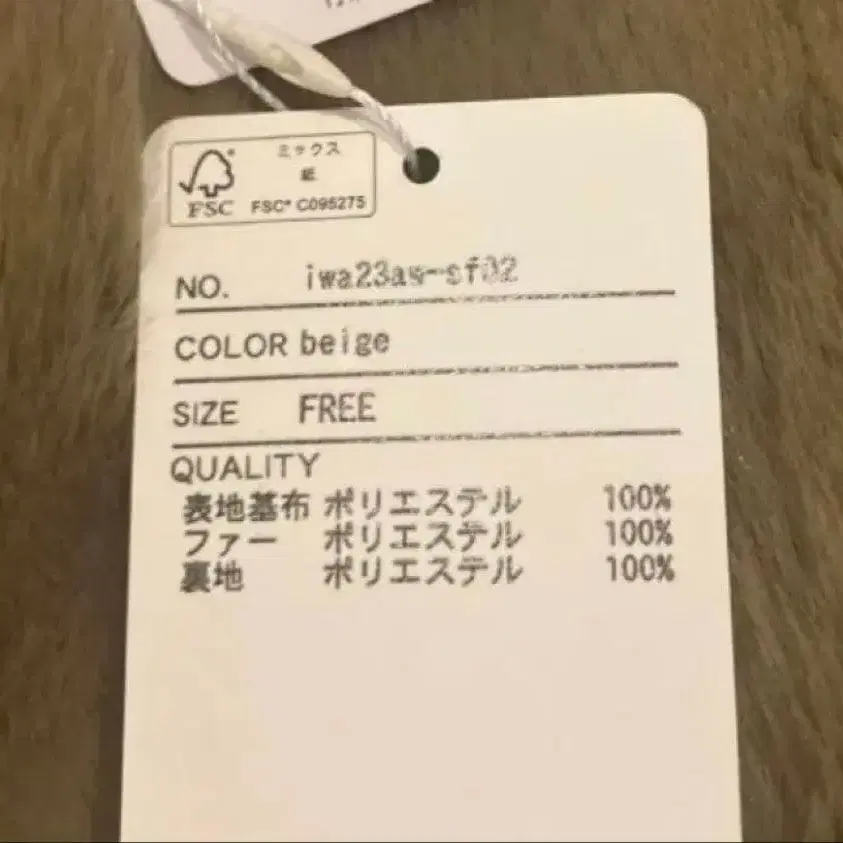 ミックス
紙
FSC
FSC® C095275
NO. iwa23aw-sf02
COLOR beige
SIZE FREE
QUALITY
表地基布 ポリエステル 100%
ファー ポリエステル 100%
裏地 ポリエステル 100%